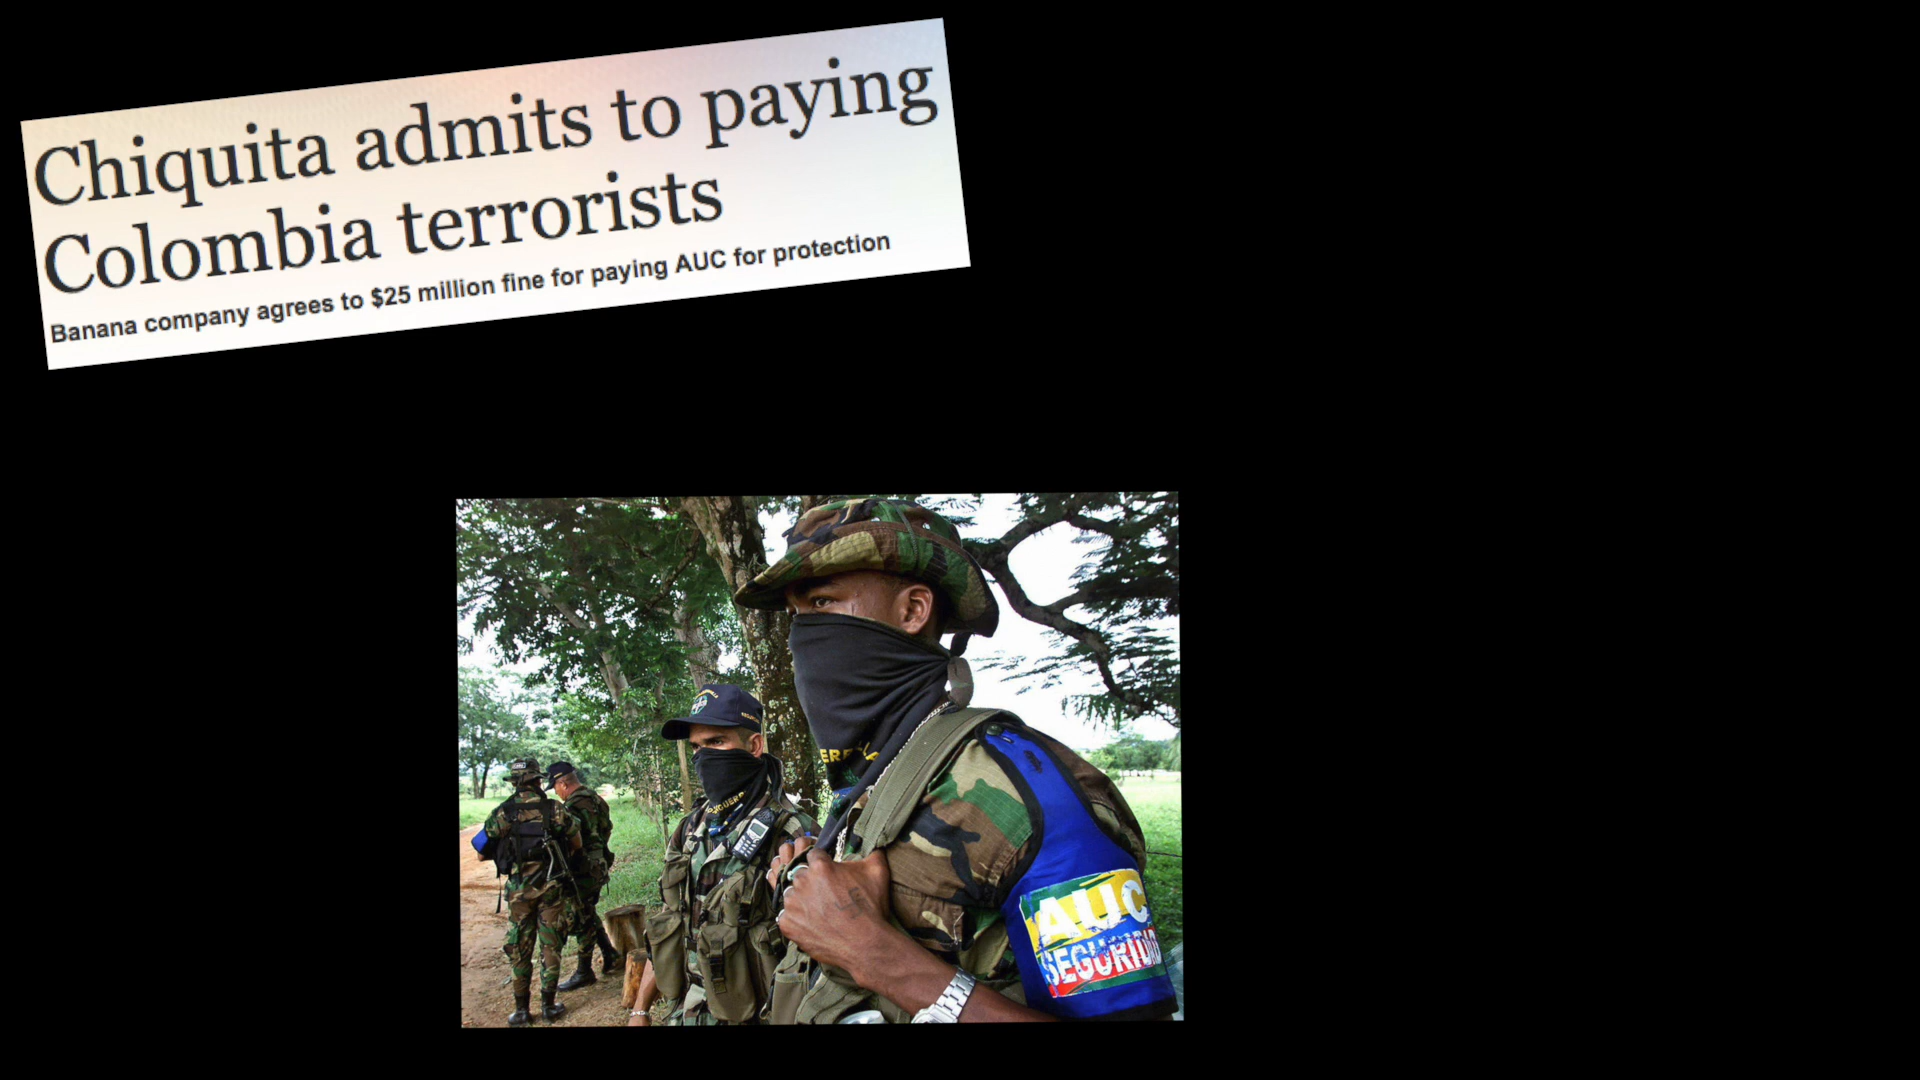 Chiquita admits to paying
Colombia terrorists
Banana company agrees to $25 million fine for paying AUC for protection
AUC
SEGURIDAD